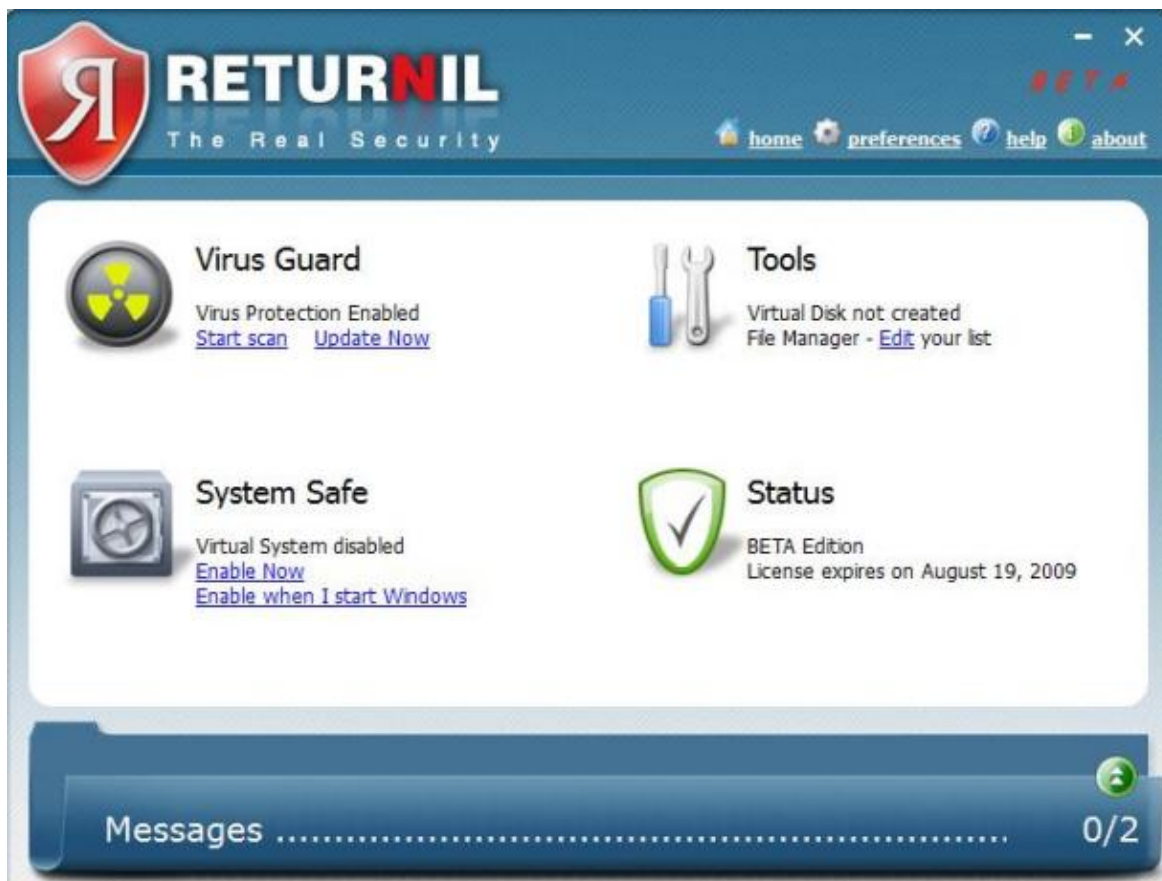 RETURNIL
The Real Security
BETA
home preferences help about
Virus Guard
Virus Protection Enabled
Start scan Update Now
Tools
Virtual Disk not created
File Manager - Edit your list
System Safe
Virtual System disabled
Enable Now
Enable when I start Windows
Status
BETA Edition
License expires on August 19, 2009
Messages ........................................................ 0/2